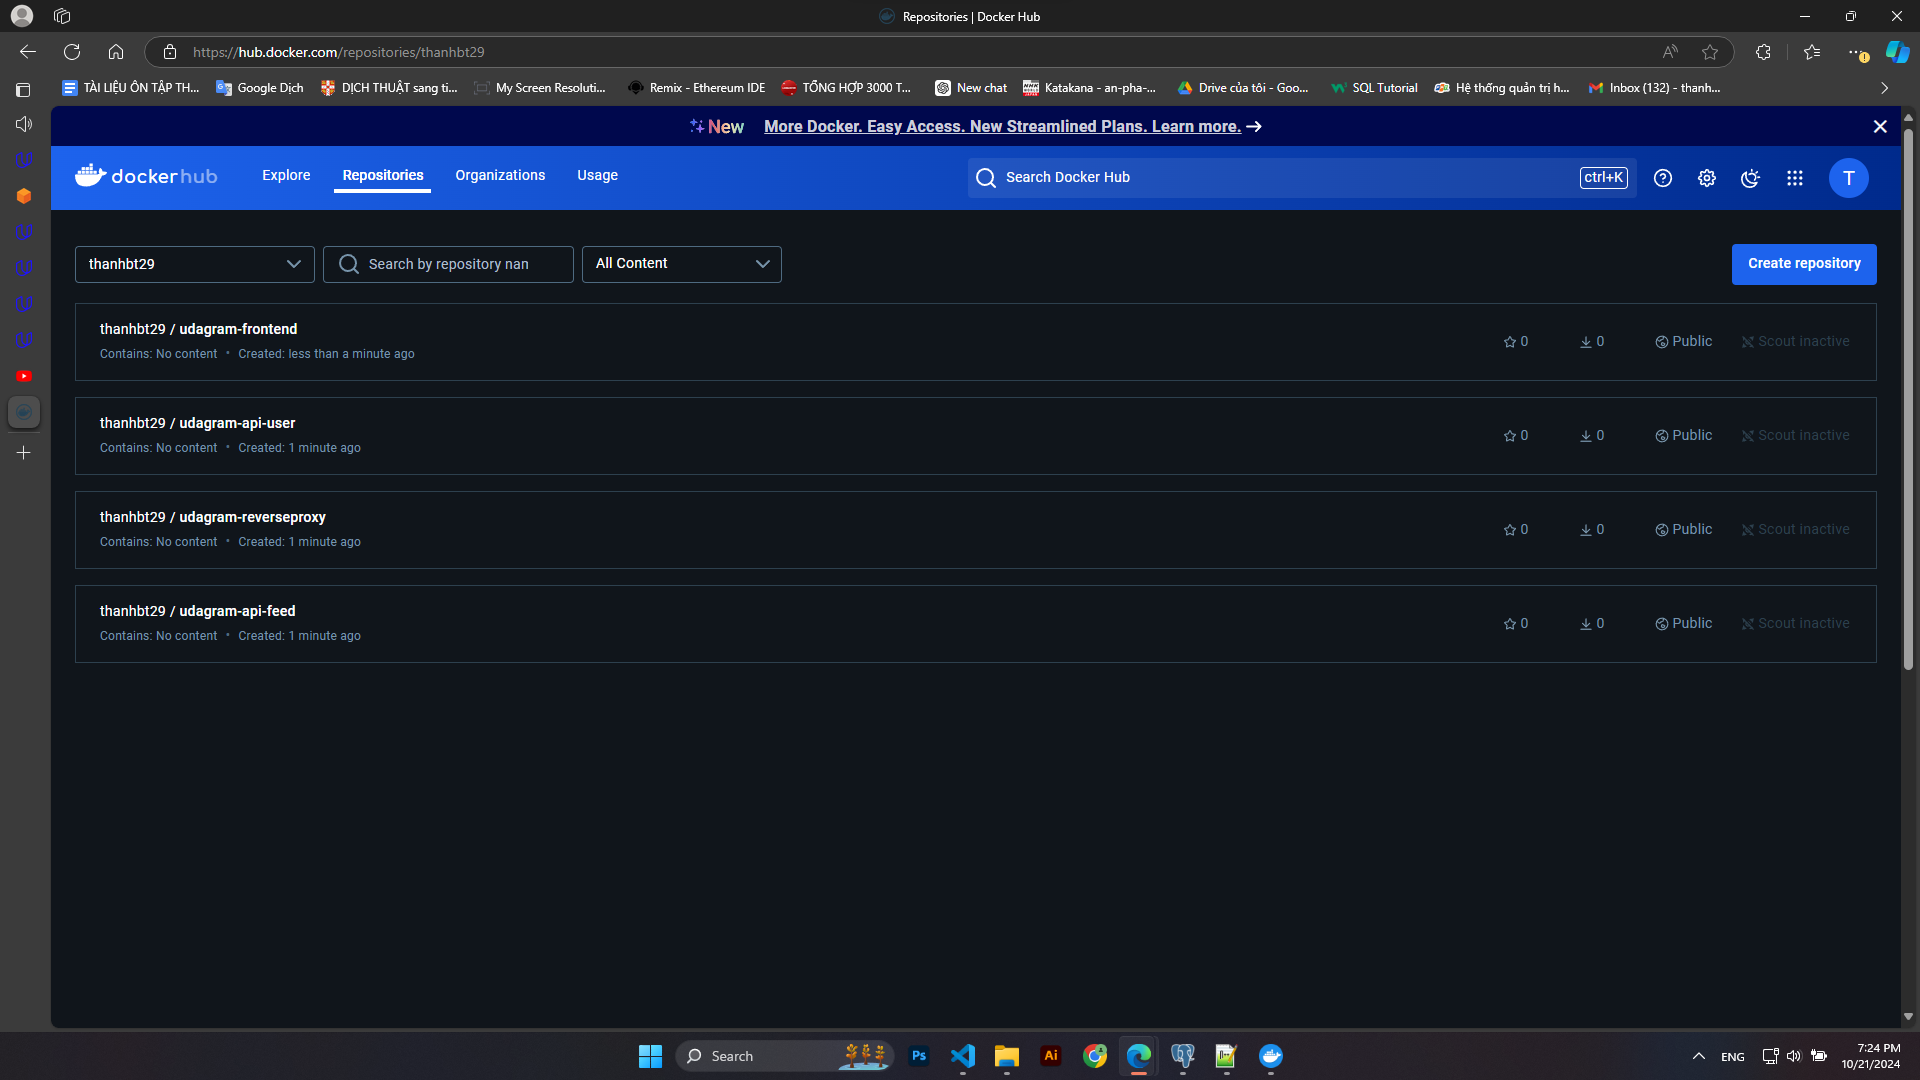 Repositories | Docker Hub
https://hub.docker.com/repositories/thanhbt29
TÀI LIỆU ÔN TẬP TH...
Google Dịch
DỊCH THUẬT sang ti...
My Screen Resoluti...
Remix - Ethereum IDE
TỔNG HỢP 3000 T...
New chat
Katakana - an-pha-...
Drive của tôi - Goo...
SQL Tutorial
Hệ thống quản trị h...
Inbox (132) - thanh...
New More Docker. Easy Access. New Streamlined Plans. Learn more. →
dockerhub
Explore
Repositories
Organizations
Usage
Search Docker Hub
ctrl+K
T
thanhbt29
Search by repository nan
All Content
Create repository
thanhbt29 / udagram-frontend
Contains: No content • Created: less than a minute ago
0
0
Public
Scout inactive
thanhbt29 / udagram-api-user
Contains: No content • Created: 1 minute ago
0
0
Public
Scout inactive
thanhbt29 / udagram-reverseproxy
Contains: No content • Created: 1 minute ago
0
0
Public
Scout inactive
thanhbt29 / udagram-api-feed
Contains: No content • Created: 1 minute ago
0
0
Public
Scout inactive
Search
Ps
Ai
ENG
7:24 PM
10/21/2024